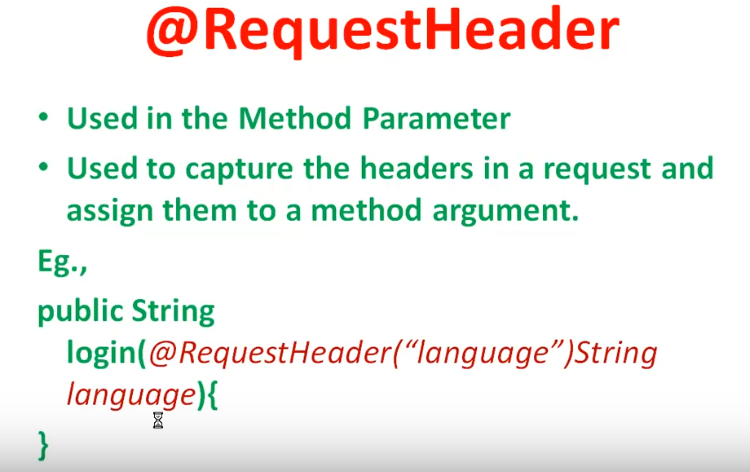 @RequestHeader
• Used in the Method Parameter
• Used to capture the headers in a request and
assign them to a method argument.
Eg.,
public String
login(@RequestHeader(“language”)String
language){
}